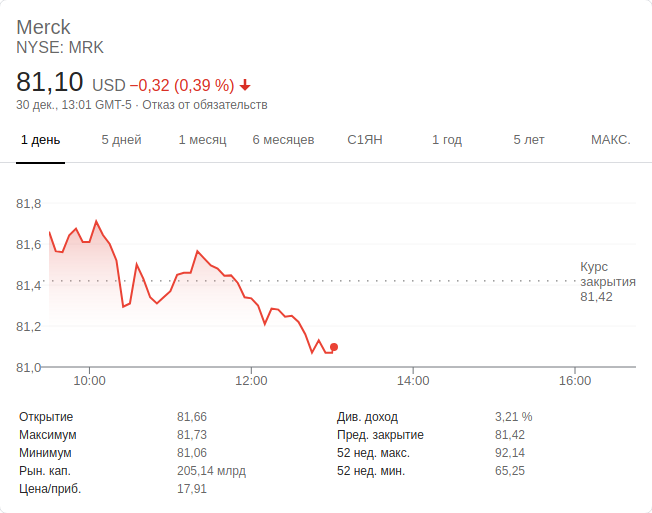 Merck
NYSE: MRK
81,10 USD −0,32 (0,39 %)
30 дек., 13:01 GMT-5 · Отказ от обязательств
1 день 5 дней 1 месяц 6 месяцев С1ЯН 1 год 5 лет МАКС.
81,8
81,6
81,4
81,2
81,0
Курс
закрытия
81,42
10:00 12:00 14:00 16:00
Открытие 81,66 Див. доход 3,21 %
Максимум 81,73 Пред. закрытие 81,42
Минимум 81,06 52 нед. макс. 92,14
Рын. кап. 205,14 млрд 52 нед. мин. 65,25
Цена/приб. 17,91